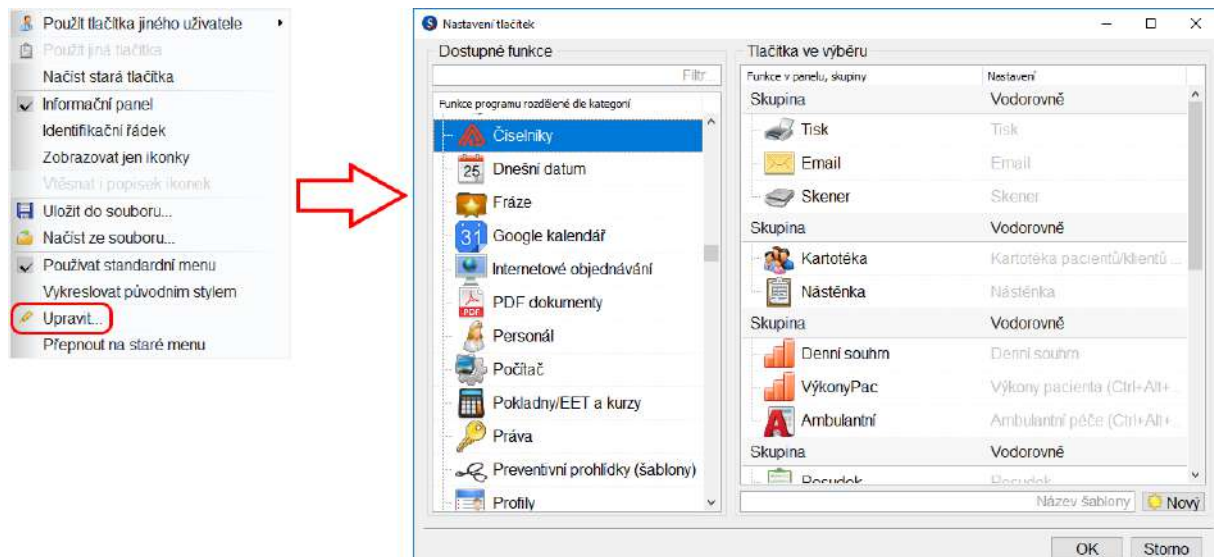 Použít tlačítka jiného uživatele
Použít jiná tlačítka
Načíst stará tlačítka
Informační panel
Identifikační řádek
Zobrazovat jen ikonky
Vtěsnat i popisek ikonek
Uložit do souboru...
Načíst ze souboru...
Používat standardní menu
Vykreslovat původním stylem
Upravit...
Přepnout na staré menu
Nastavení tlačítek
Dostupné funkce
Filtr...
Funkce programu rozdělené dle kategorií
Číselníky
25 Dnešní datum
Fráze
31 Google kalendář
Internetové objednávání
PDF PDF dokumenty
Personál
Počítač
Pokladny/EET a kurzy
Práva
Preventivní prohlídky (šablony)
Profily
Tlačítka ve výběru
Funkce v panelu, skupiny Nastavení
Skupina Vodorovně
Tisk Tisk
Email Email
Skener Skener
Skupina Vodorovně
Kartotéka Kartotéka pacientů/klientů ...
Nástěnka Nástěnka
Skupina Vodorovně
Denní souhrn Denní souhrn
VýkonyPac Výkony pacienta (Ctrl+Alt+...
Ambulantní Ambulantní péče (Ctrl+Alt+...
Skupina Vodorovně
Posudek Posudek
Název šablony Nový
OK Storno